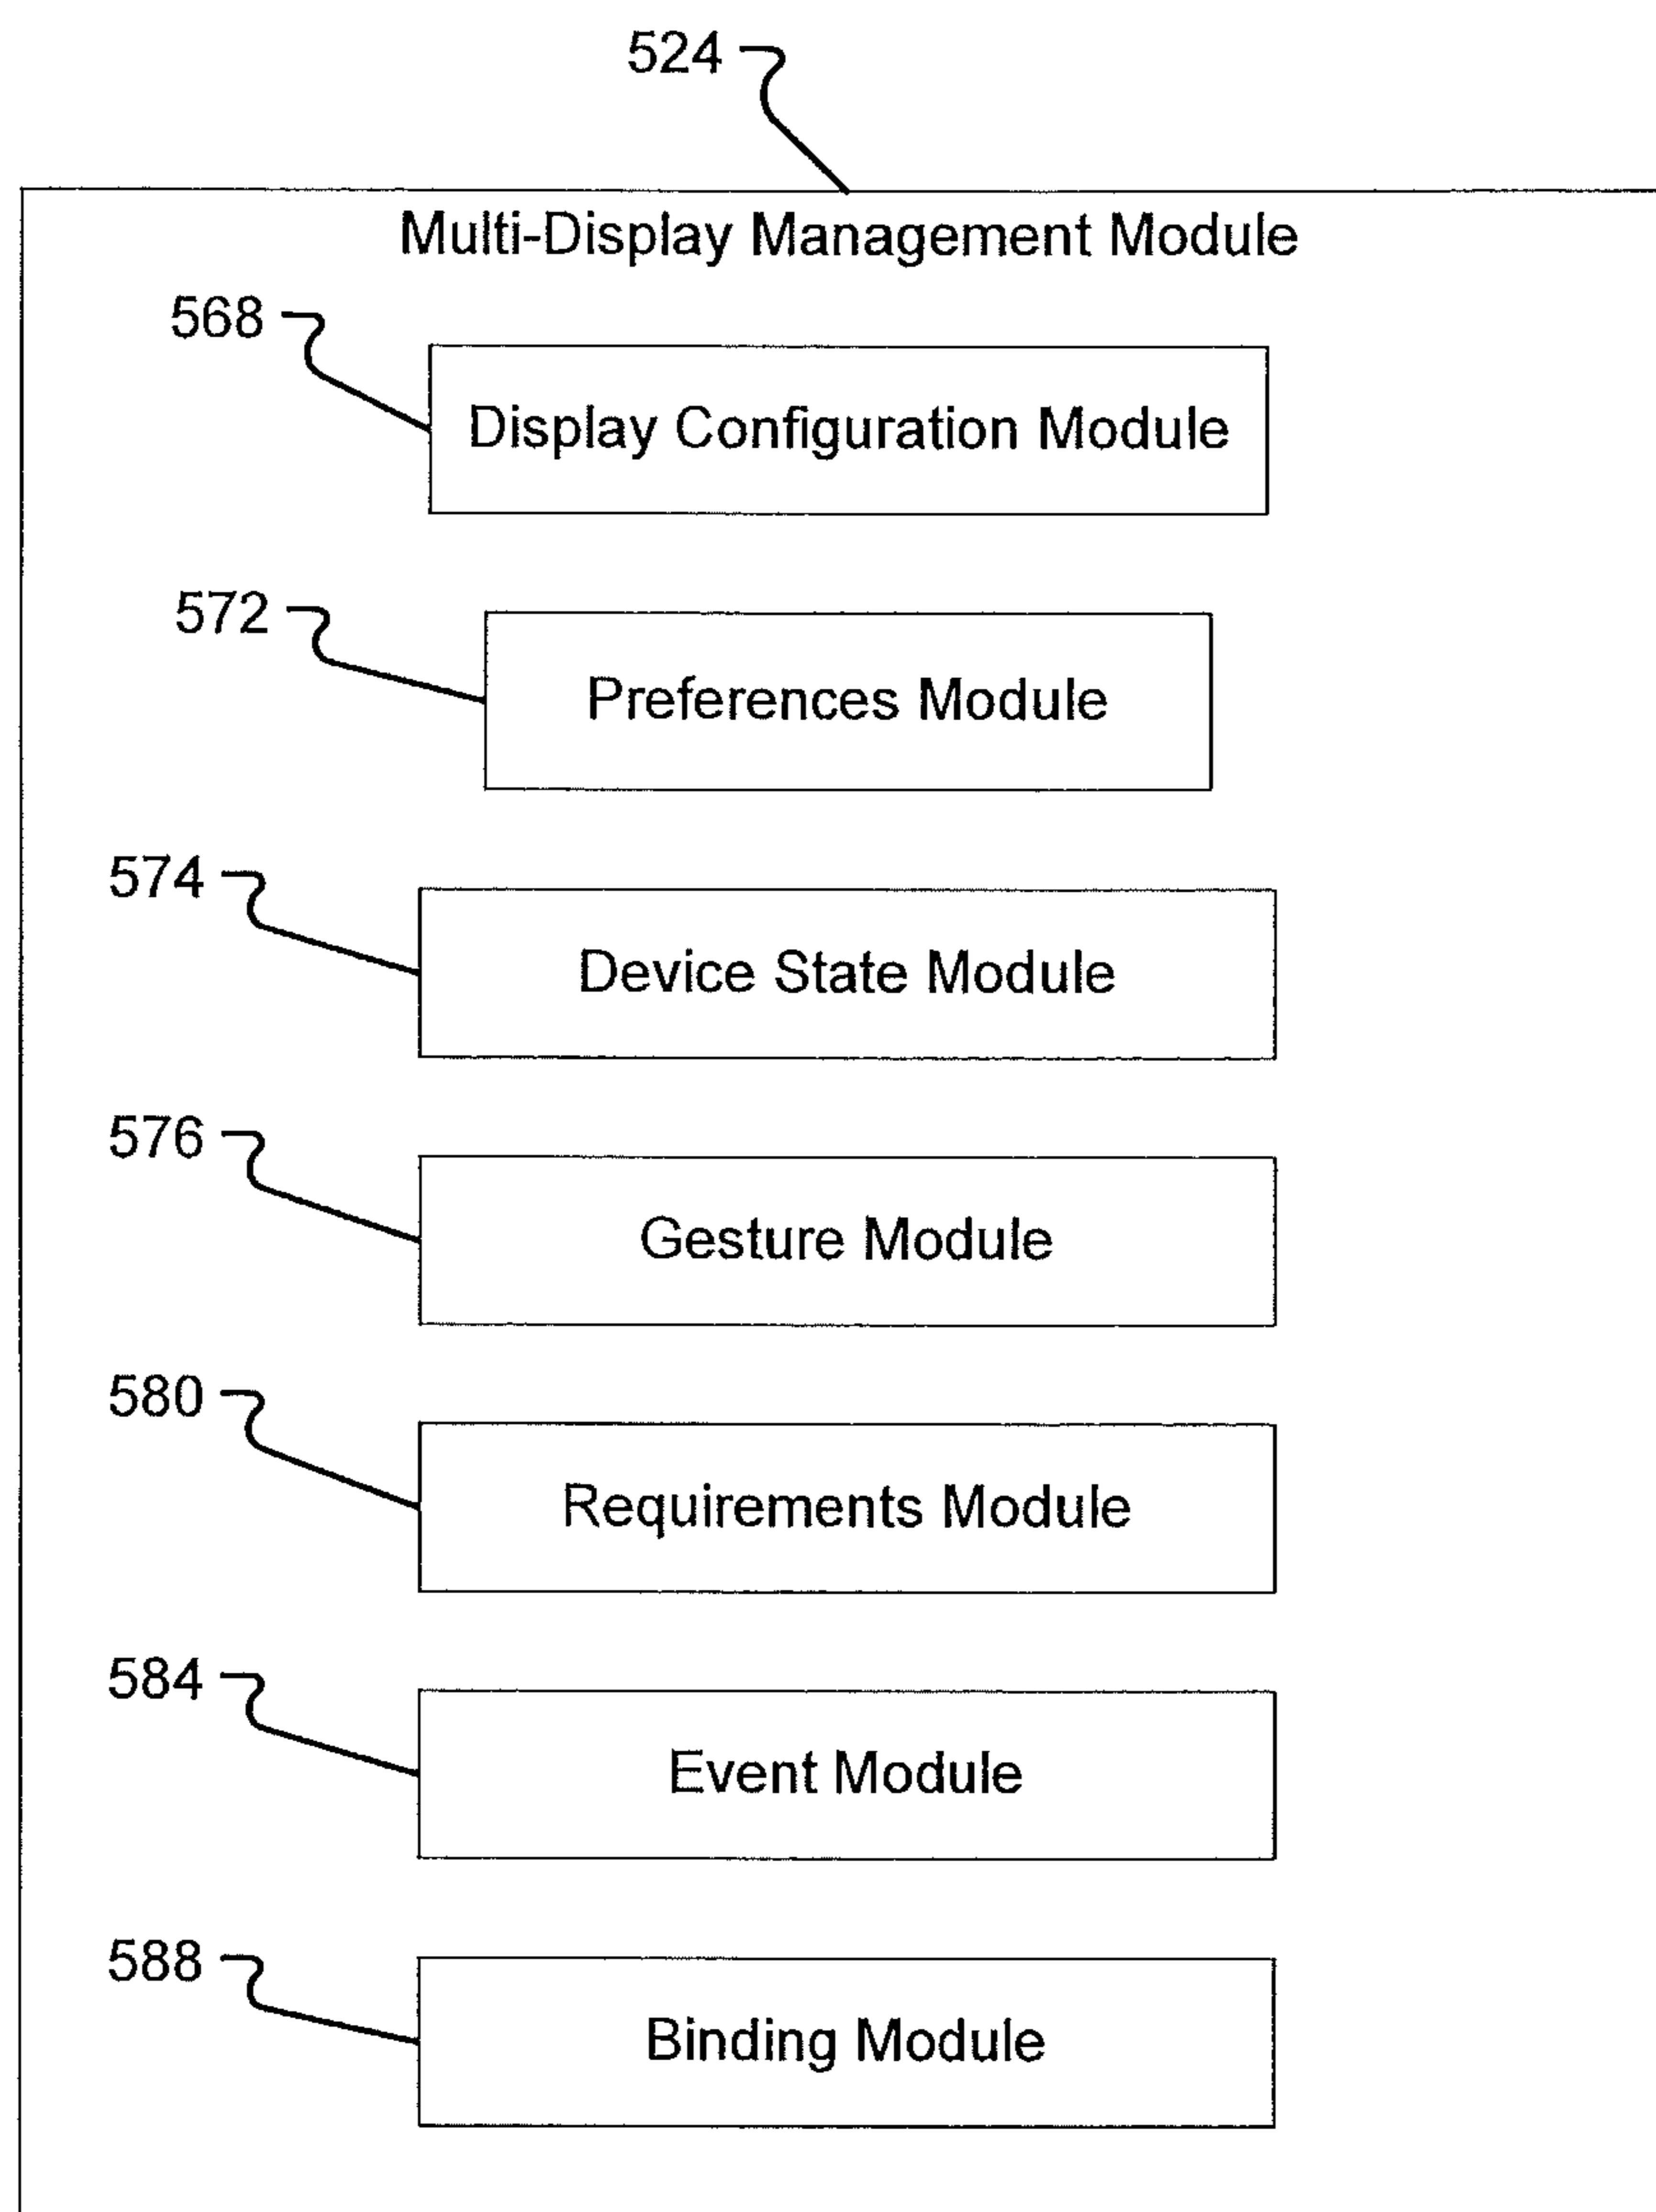 524
Multi-Display Management Module
568
Display Configuration Module
572
Preferences Module
574
Device State Module
576
Gesture Module
580
Requirements Module
584
Event Module
588
Binding Module